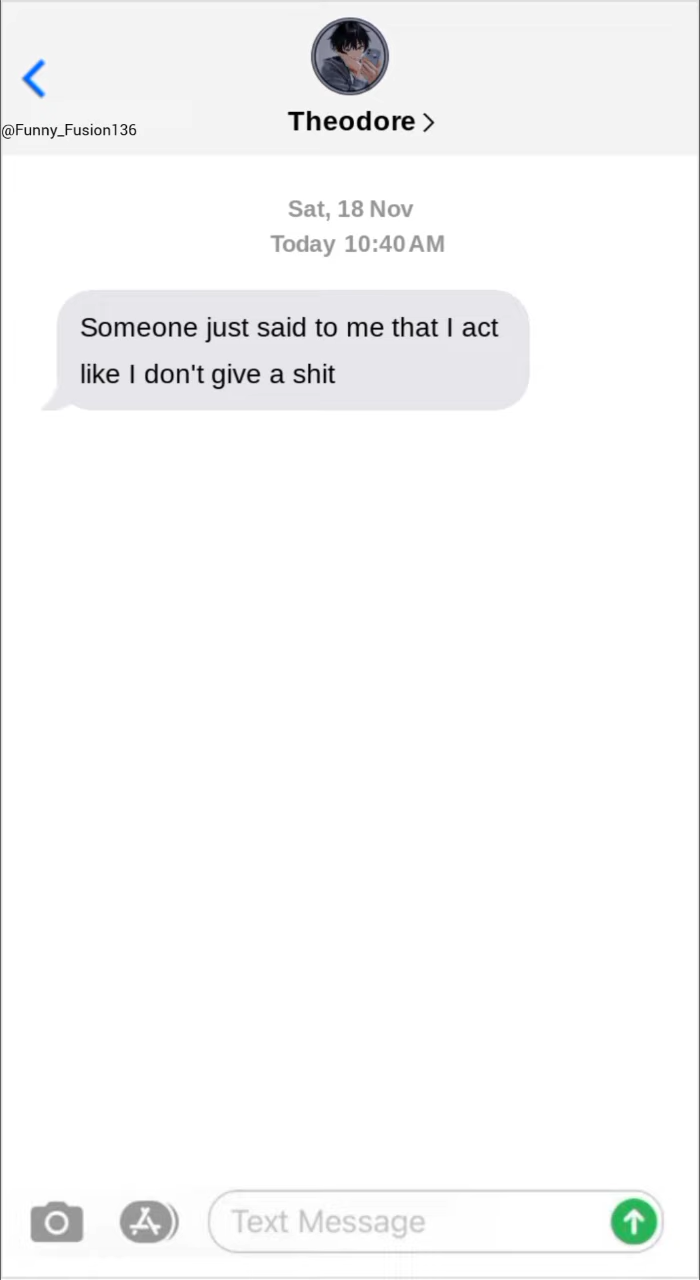 @Funny_Fusion136
Theodore
Sat, 18 Nov
Today 10:40 AM
Someone just said to me that I act
like I don't give a shit
Text Message